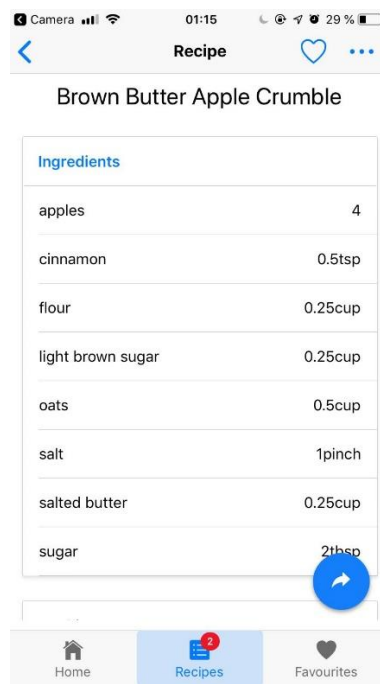 Camera 01:15 29 %
Recipe
Brown Butter Apple Crumble
Ingredients
apples 4
cinnamon 0.5tsp
flour 0.25cup
light brown sugar 0.25cup
oats 0.5cup
salt 1pinch
salted butter 0.25cup
sugar 2tbsp
2
Home Recipes Favourites